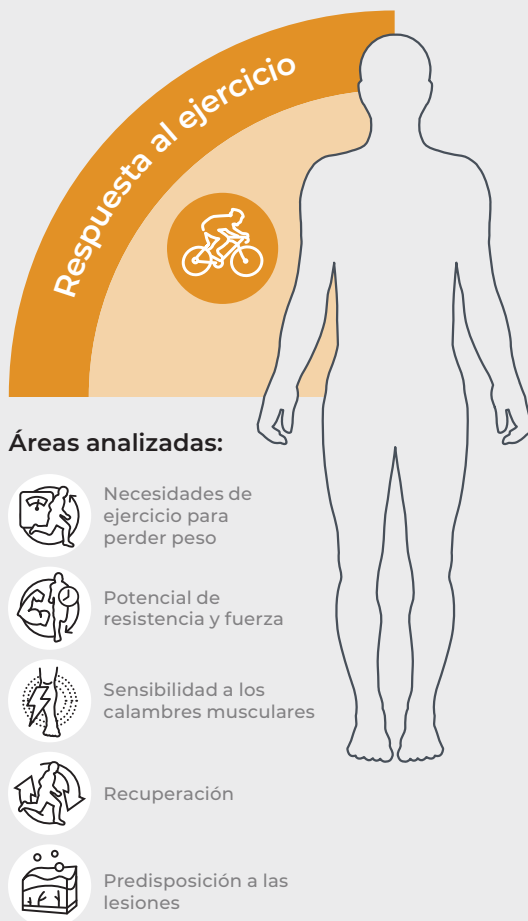 Respuesta al ejercicio
Áreas analizadas:
Necesidades de
ejercicio para
perder peso
Potencial de
resistencia y fuerza
Sensibilidad a los
calambres musculares
Recuperación
Predisposición a las
lesiones